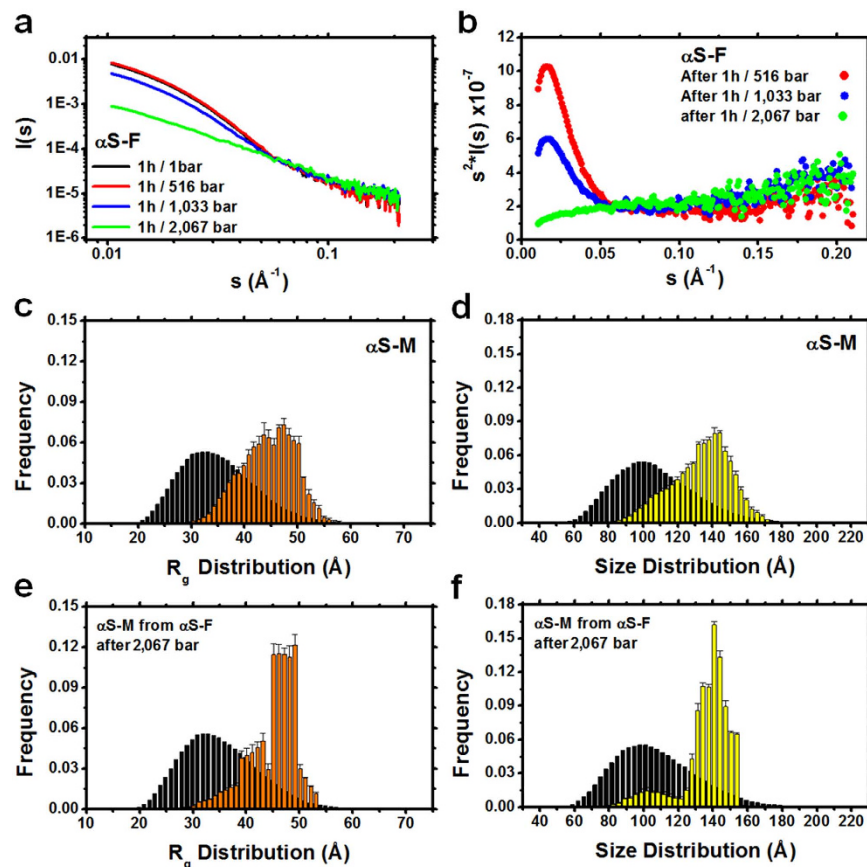 a
I(s)
0.01
1E-3
1E-4
1E-5
1E-6
αS-F
1h / 1bar
1h / 516 bar
1h / 1,033 bar
1h / 2,067 bar
0.01 0.1
s (Å⁻¹)
b
s²*I(s) x10⁻⁷
10
8
6
4
2
0
αS-F
After 1h / 516 bar
After 1h / 1,033 bar
after 1h / 2,067 bar
0.00 0.05 0.10 0.15 0.20
s (Å⁻¹)
c
Frequency
0.15
0.12
0.09
0.06
0.03
0.00
αS-M
10 20 30 40 50 60 70
Rg Distribution (Å)
d
Frequency
0.18
0.15
0.12
0.09
0.06
0.03
0.00
αS-M
40 60 80 100 120 140 160 180 200 220
Size Distribution (Å)
e
Frequency
0.15
0.12
0.09
0.06
0.03
0.00
αS-M from αS-F
after 2,067 bar
10 20 30 40 50 60 70
Rg Distribution (Å)
f
Frequency
0.18
0.15
0.12
0.09
0.06
0.03
0.00
αS-M from αS-F
after 2,067 bar
40 60 80 100 120 140 160 180 200 220
Size Distribution (Å)